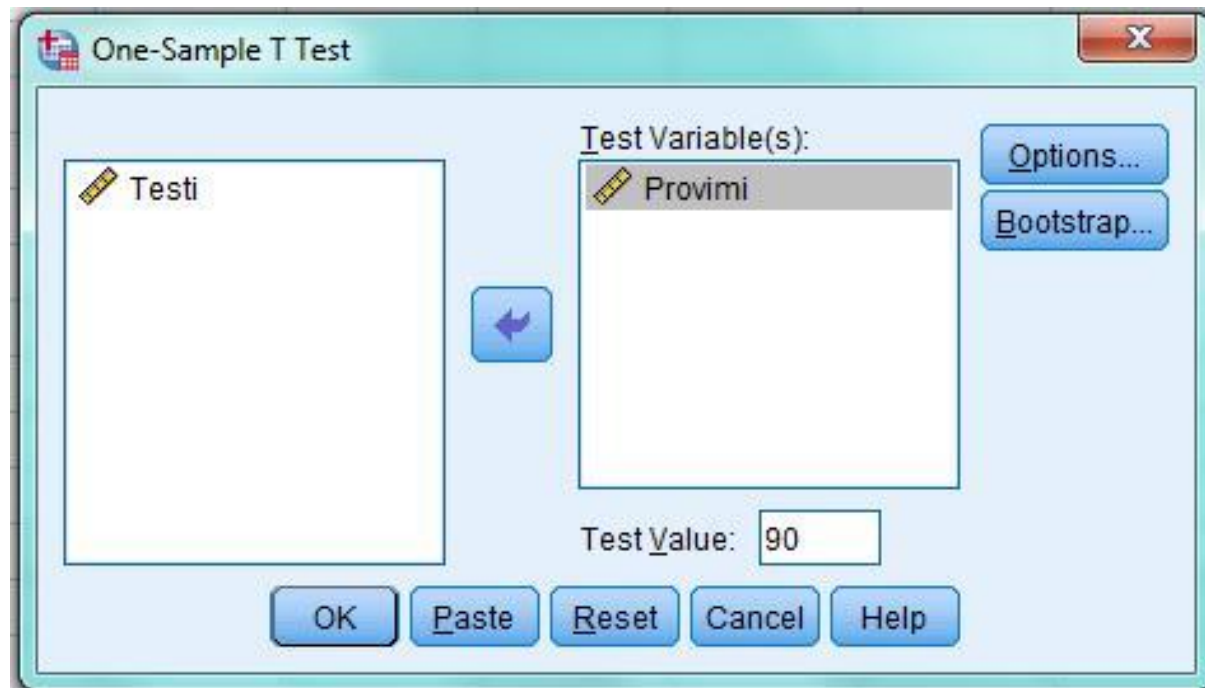 One-Sample T Test
Test Variable(s):
Testi
Provimi
Options...
Bootstrap...
Test Value: 90
OK Paste Reset Cancel Help